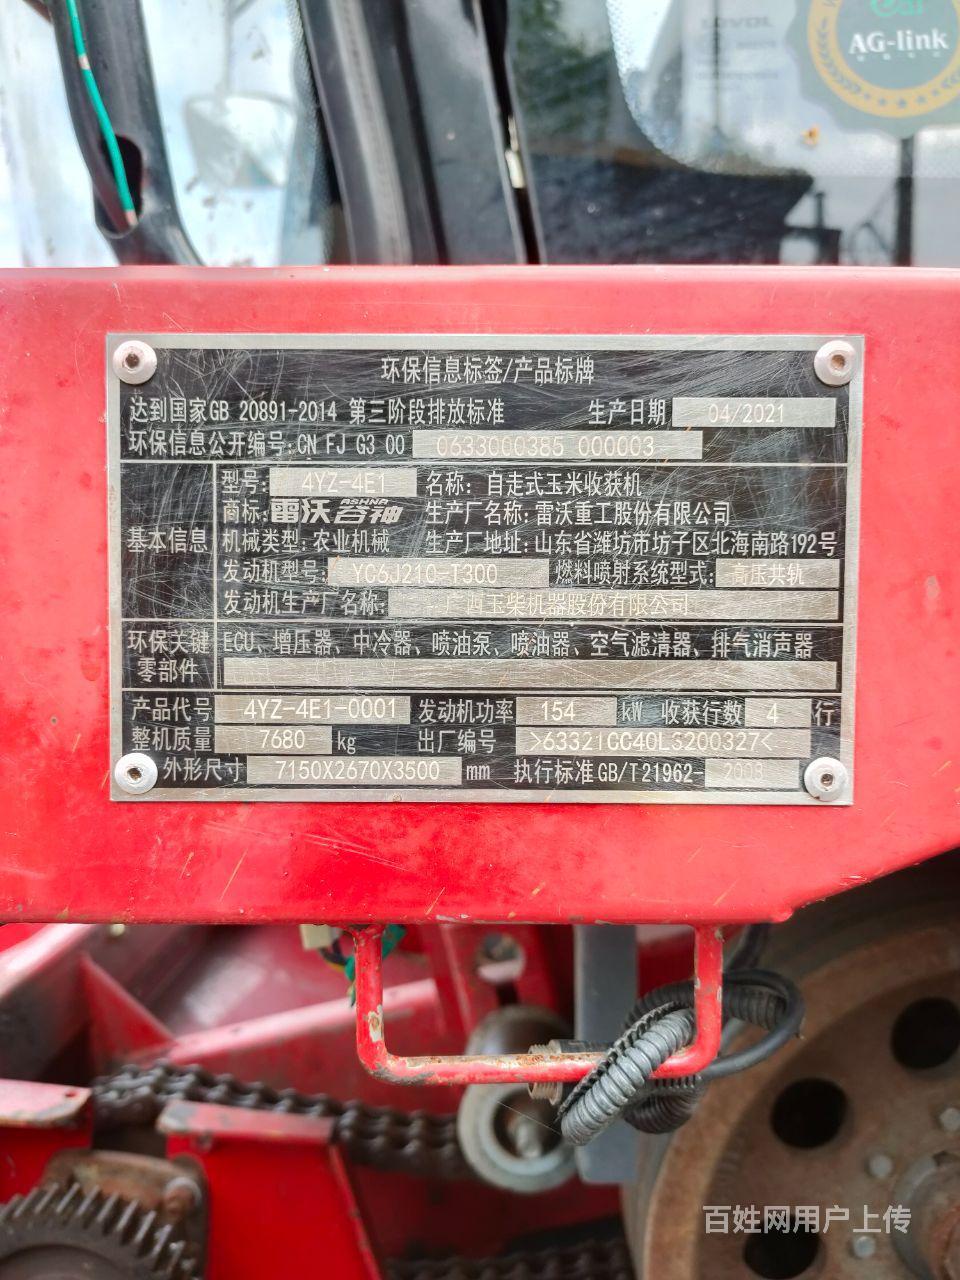 LOVOL
AG-link
环保信息标签/产品标牌
达到国家GB 20891-2014 第三阶段排放标准 生产日期 04/2021
环保信息公开编号:CN FJ G3 00 0633000385 000003
型号: 4YZ-4E1 名称: 自走式玉米收获机
商标: 雷沃谷神 ASHNA 生产厂名称: 雷沃重工股份有限公司
基本信息 机械类型: 农业机械 生产厂地址: 山东省潍坊市坊子区北海南路192号
发动机型号: YC6J210-T300 燃料喷射系统型式: 高压共轨
发动机生产厂名称: 广西玉柴机器股份有限公司
环保关键零部件 ECU、增压器、中冷器、喷油泵、喷油器、空气滤清器、排气消声器
产品代号 4YZ-4E1-0001 发动机功率 154 kW 收获行数 4 行
整机质量 7680 kg 出厂编号 >63321CC40L3200327<
外形尺寸 7150X2670X3500 mm 执行标准 GB/T21962-2008
百姓网用户上传